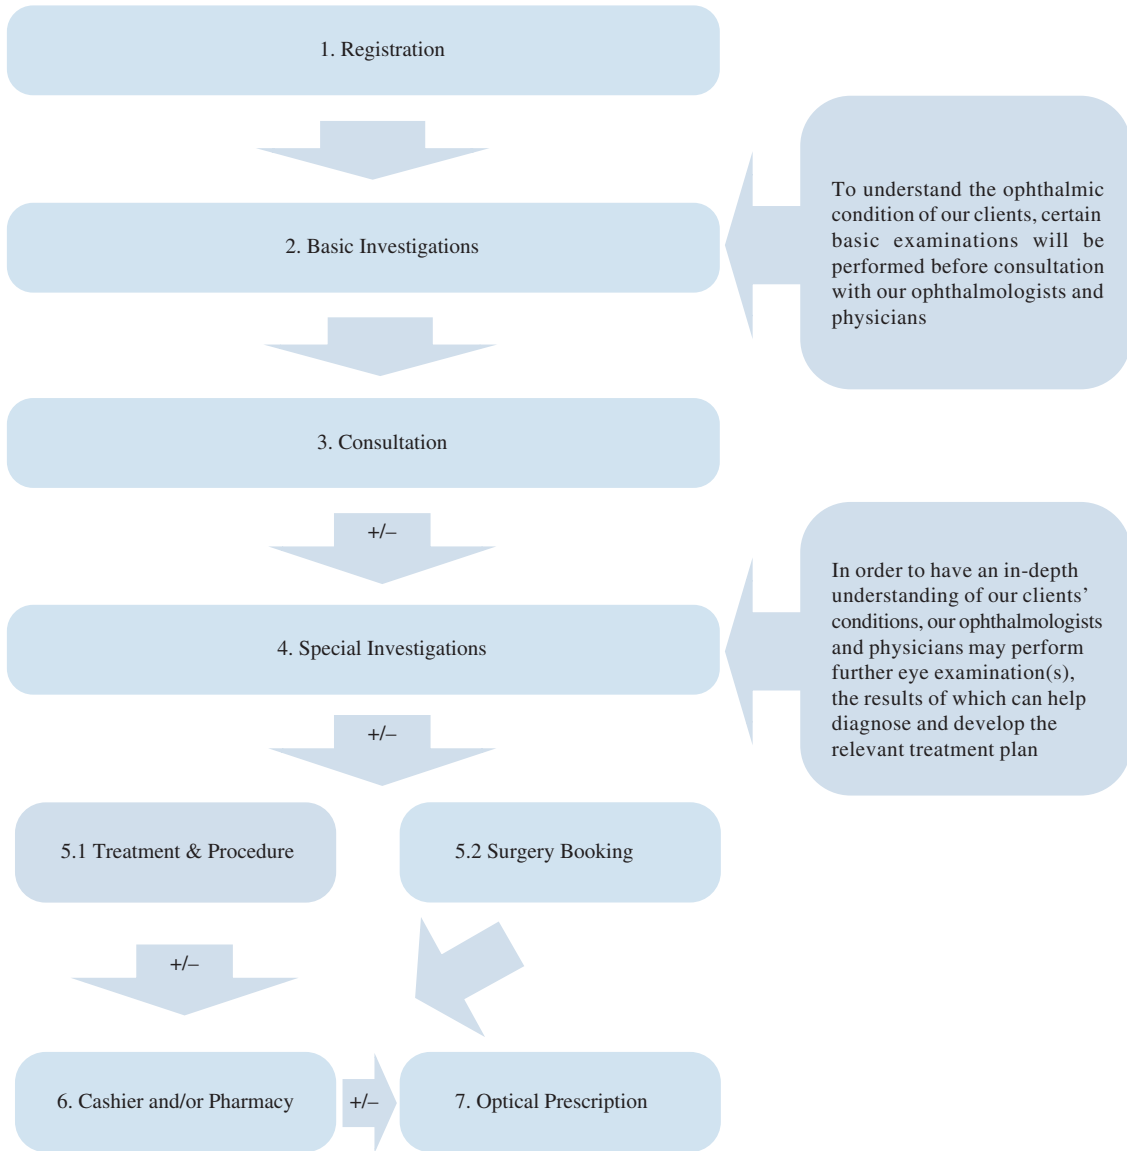 1. Registration
To understand the ophthalmic
condition of our clients, certain
basic examinations will be
performed before consultation
with our ophthalmologists and
physicians
2. Basic Investigations
3. Consultation
+/–
In order to have an in-depth
understanding of our clients’
conditions, our ophthalmologists
and physicians may perform
further eye examination(s),
the results of which can help
diagnose and develop the
relevant treatment plan
4. Special Investigations
+/–
5.1 Treatment & Procedure
5.2 Surgery Booking
+/–
6. Cashier and/or Pharmacy
+/–
7. Optical Prescription